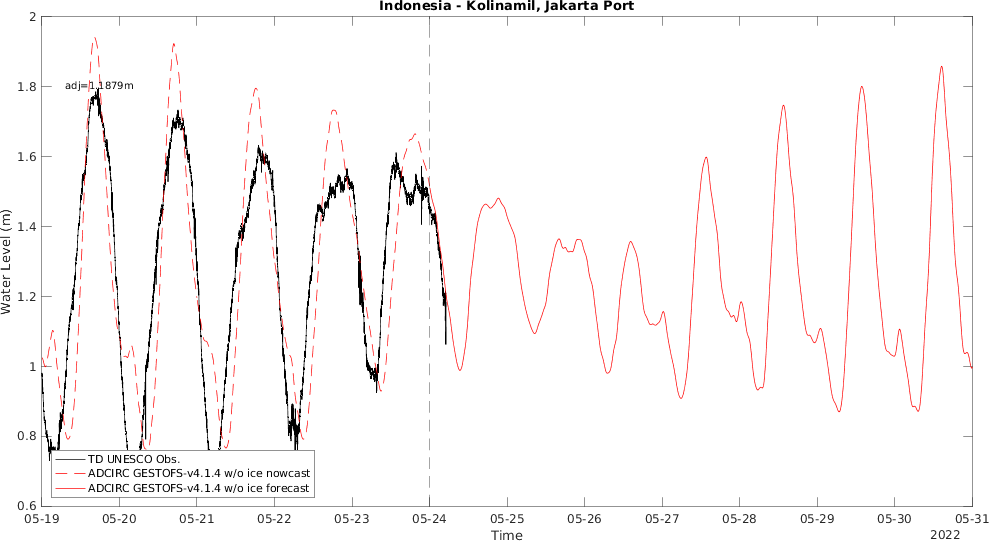 Indonesia - Kolinamil, Jakarta Port
2
1.8
1.6
1.4
1.2
1
0.8
0.6
Water Level (m)
adj=1.1879m
TD UNESCO Obs.
ADCIRC GESTOFS-v4.1.4 w/o ice nowcast
ADCIRC GESTOFS-v4.1.4 w/o ice forecast
05-19 05-20 05-21 05-22 05-23 05-24 05-25 05-26 05-27 05-28 05-29 05-30 05-31
Time
2022